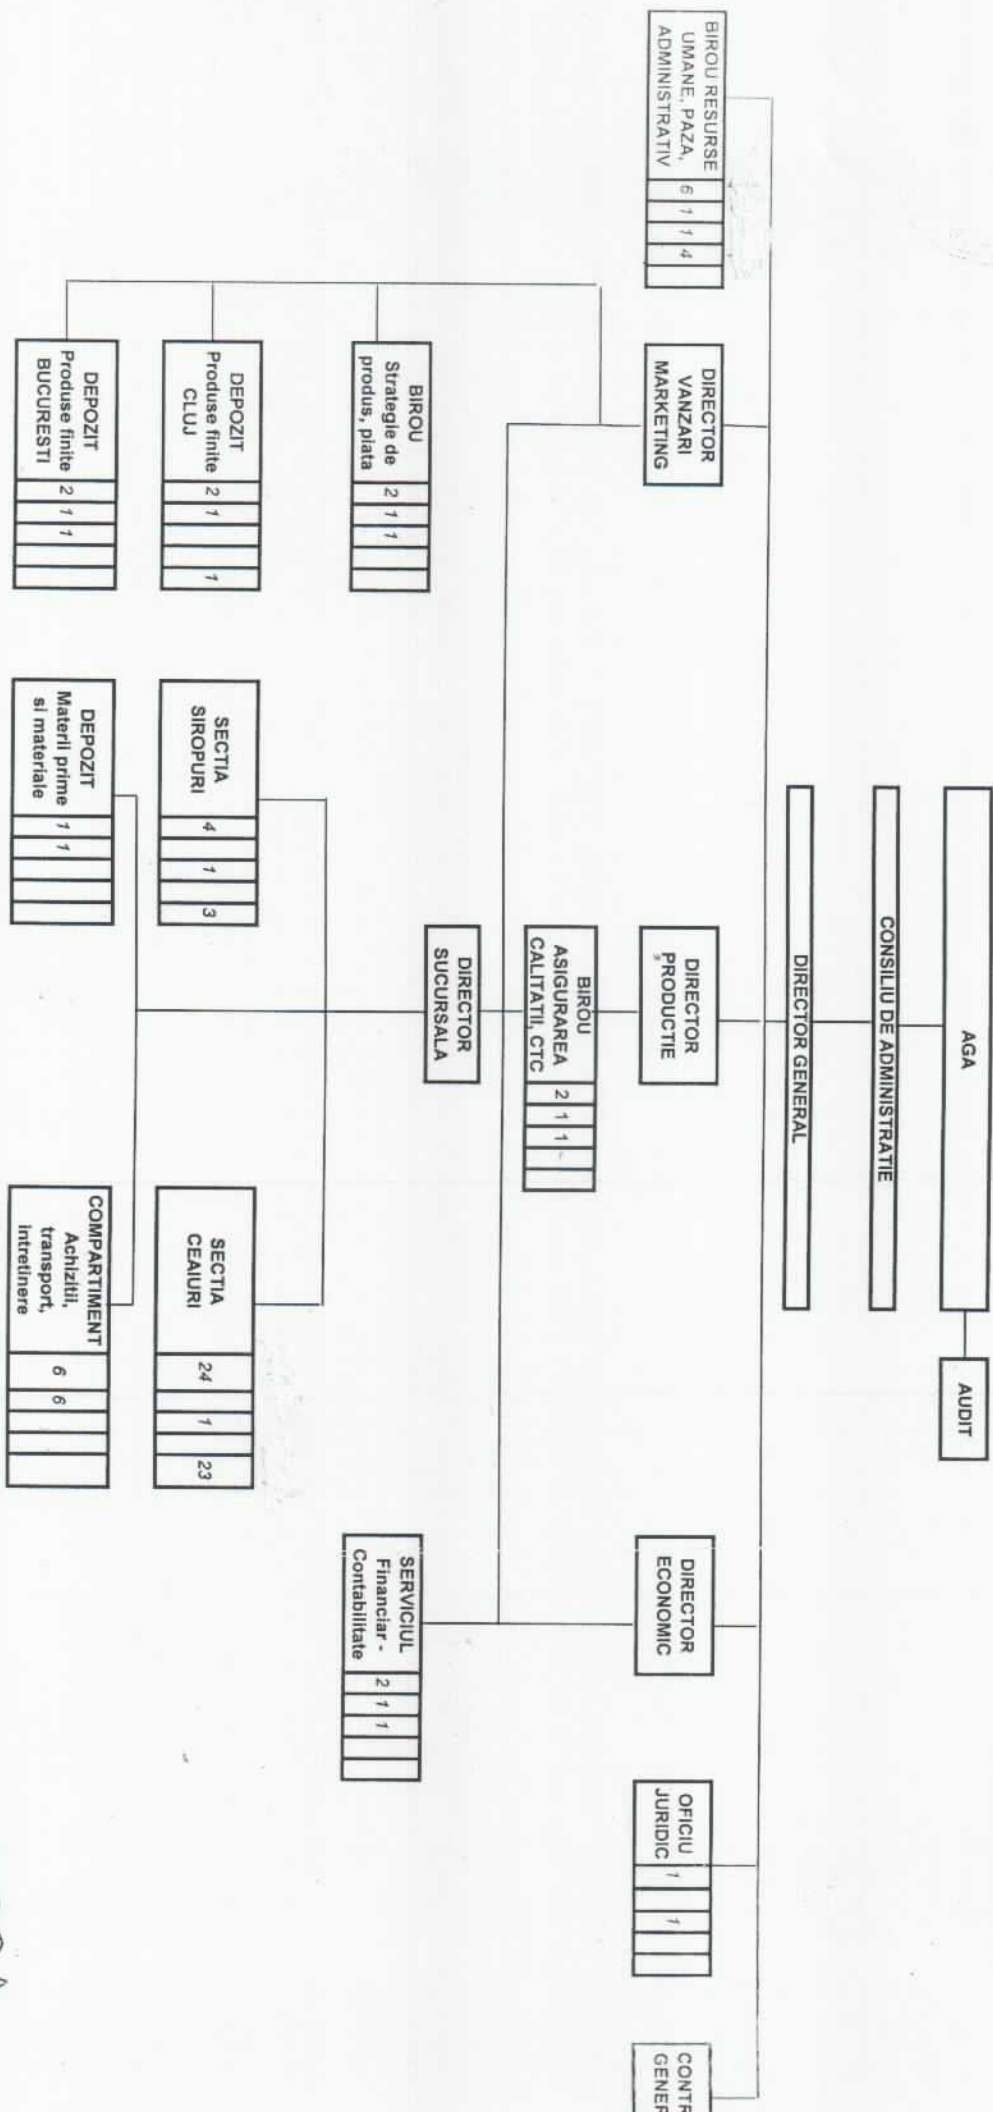 AGA
AUDIT
CONSILIU DE ADMINISTRATIE
DIRECTOR GENERAL
BIROU RESURSE
UMANE, PAZA,
ADMINISTRATIV
6 1 1 4
DIRECTOR
VANZARI
MARKETING
DIRECTOR
PRODUCTIE
DIRECTOR
ECONOMIC
OFICIU
JURIDIC
1 1
CONTR
GENER
BIROU
ASIGURAREA
CALITATII, CTC
2 1 1
DIRECTOR
SUCURSALA
BIROU
Strategie de
produs, piata
2 1 1
SERVICIUL
Financiar -
Contabilitate
2 1 1
DEPOZIT
Produse finite
CLUJ
2 1 1
SECTIA
SIROPURI
4 1 3
SECTIA
CEAIURI
24 1 23
DEPOZIT
Produse finite
BUCURESTI
2 1 1
DEPOZIT
Materii prime
si materiale
1 1
COMPARTIMENT
Achizitii,
transport,
intretinere
6 6